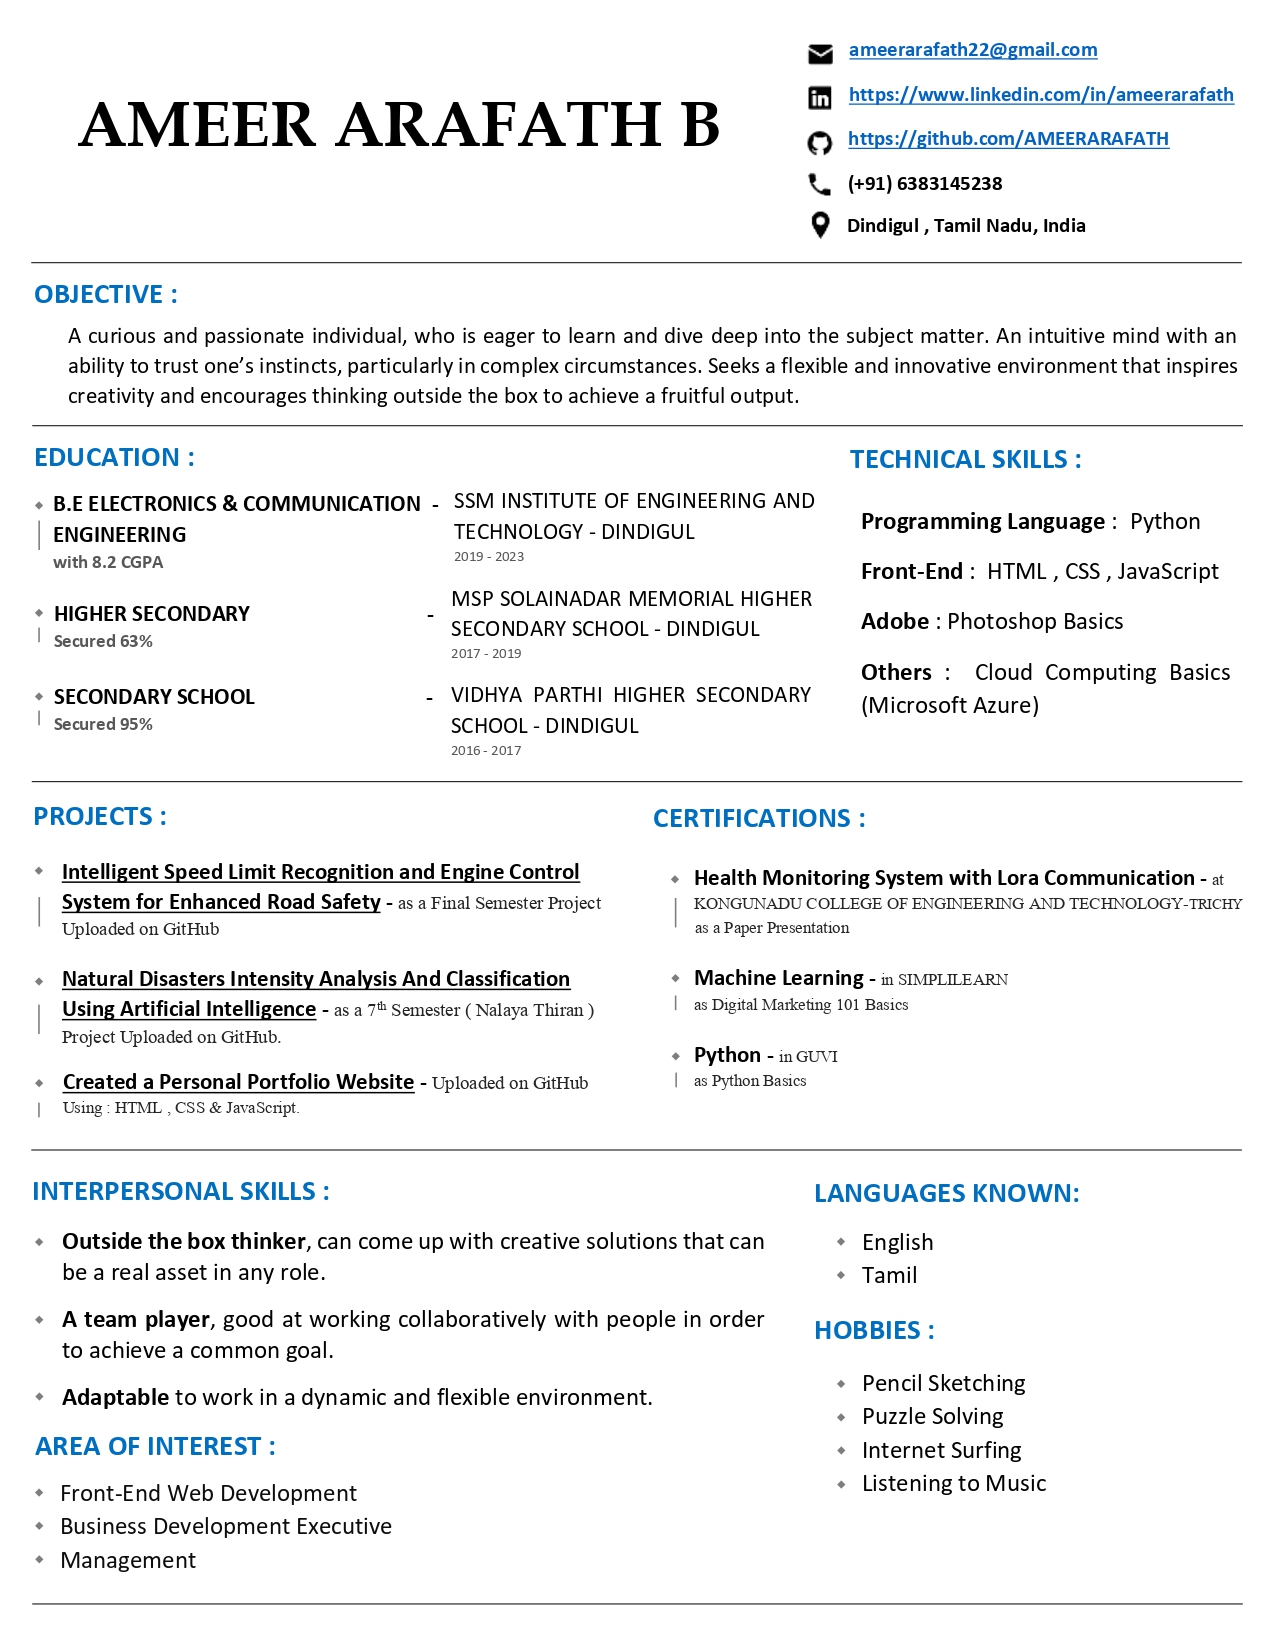 AMEER ARAFATH B
ameerarafath22@gmail.com
https://www.linkedin.com/in/ameerarafath
https://github.com/AMEERARAFATH
(+91) 6383145238
Dindigul , Tamil Nadu, India
OBJECTIVE :
A curious and passionate individual, who is eager to learn and dive deep into the subject matter. An intuitive mind with an
ability to trust one’s instincts, particularly in complex circumstances. Seeks a flexible and innovative environment that inspires
creativity and encourages thinking outside the box to achieve a fruitful output.
EDUCATION :
B.E ELECTRONICS & COMMUNICATION -
ENGINEERING
with 8.2 CGPA
SSM INSTITUTE OF ENGINEERING AND
TECHNOLOGY - DINDIGUL
2019 - 2023
HIGHER SECONDARY -
Secured 63%
MSP SOLAINADAR MEMORIAL HIGHER
SECONDARY SCHOOL - DINDIGUL
2017 - 2019
SECONDARY SCHOOL -
Secured 95%
VIDHYA PARTHI HIGHER SECONDARY
SCHOOL - DINDIGUL
2016 - 2017
TECHNICAL SKILLS :
Programming Language : Python
Front-End : HTML , CSS , JavaScript
Adobe : Photoshop Basics
Others : Cloud Computing Basics
(Microsoft Azure)
PROJECTS :
Intelligent Speed Limit Recognition and Engine Control
System for Enhanced Road Safety - as a Final Semester Project
Uploaded on GitHub
Natural Disasters Intensity Analysis And Classification
Using Artificial Intelligence - as a 7th Semester ( Nalaya Thiran )
Project Uploaded on GitHub.
Created a Personal Portfolio Website - Uploaded on GitHub
Using : HTML , CSS & JavaScript.
CERTIFICATIONS :
Health Monitoring System with Lora Communication - at
KONGUNADU COLLEGE OF ENGINEERING AND TECHNOLOGY-TRICHY
as a Paper Presentation
Machine Learning - in SIMPLILEARN
as Digital Marketing 101 Basics
Python - in GUVI
as Python Basics
INTERPERSONAL SKILLS :
Outside the box thinker, can come up with creative solutions that can
be a real asset in any role.
A team player, good at working collaboratively with people in order
to achieve a common goal.
Adaptable to work in a dynamic and flexible environment.
AREA OF INTEREST :
Front-End Web Development
Business Development Executive
Management
LANGUAGES KNOWN:
English
Tamil
HOBBIES :
Pencil Sketching
Puzzle Solving
Internet Surfing
Listening to Music